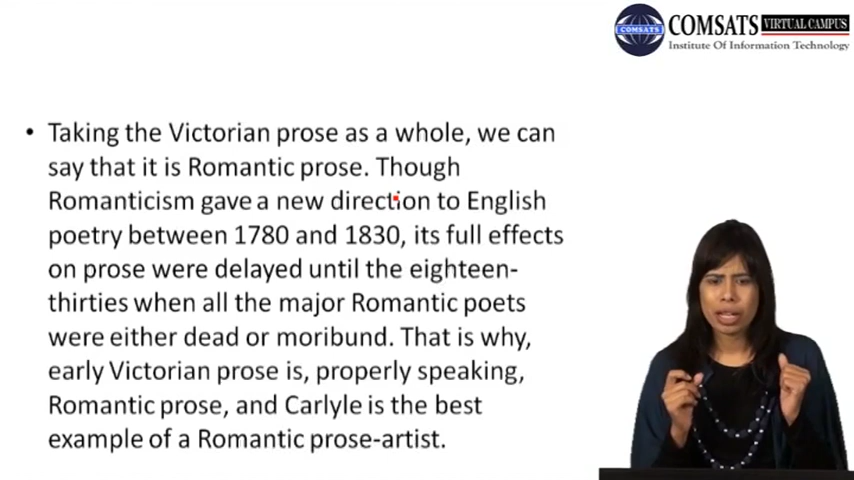 COMSATS
COMSATS VIRTUAL CAMPUS
Institute Of Information Technology
• Taking the Victorian prose as a whole, we can
say that it is Romantic prose. Though
Romanticism gave a new direction to English
poetry between 1780 and 1830, its full effects
on prose were delayed until the eighteen-
thirties when all the major Romantic poets
were either dead or moribund. That is why,
early Victorian prose is, properly speaking,
Romantic prose, and Carlyle is the best
example of a Romantic prose-artist.